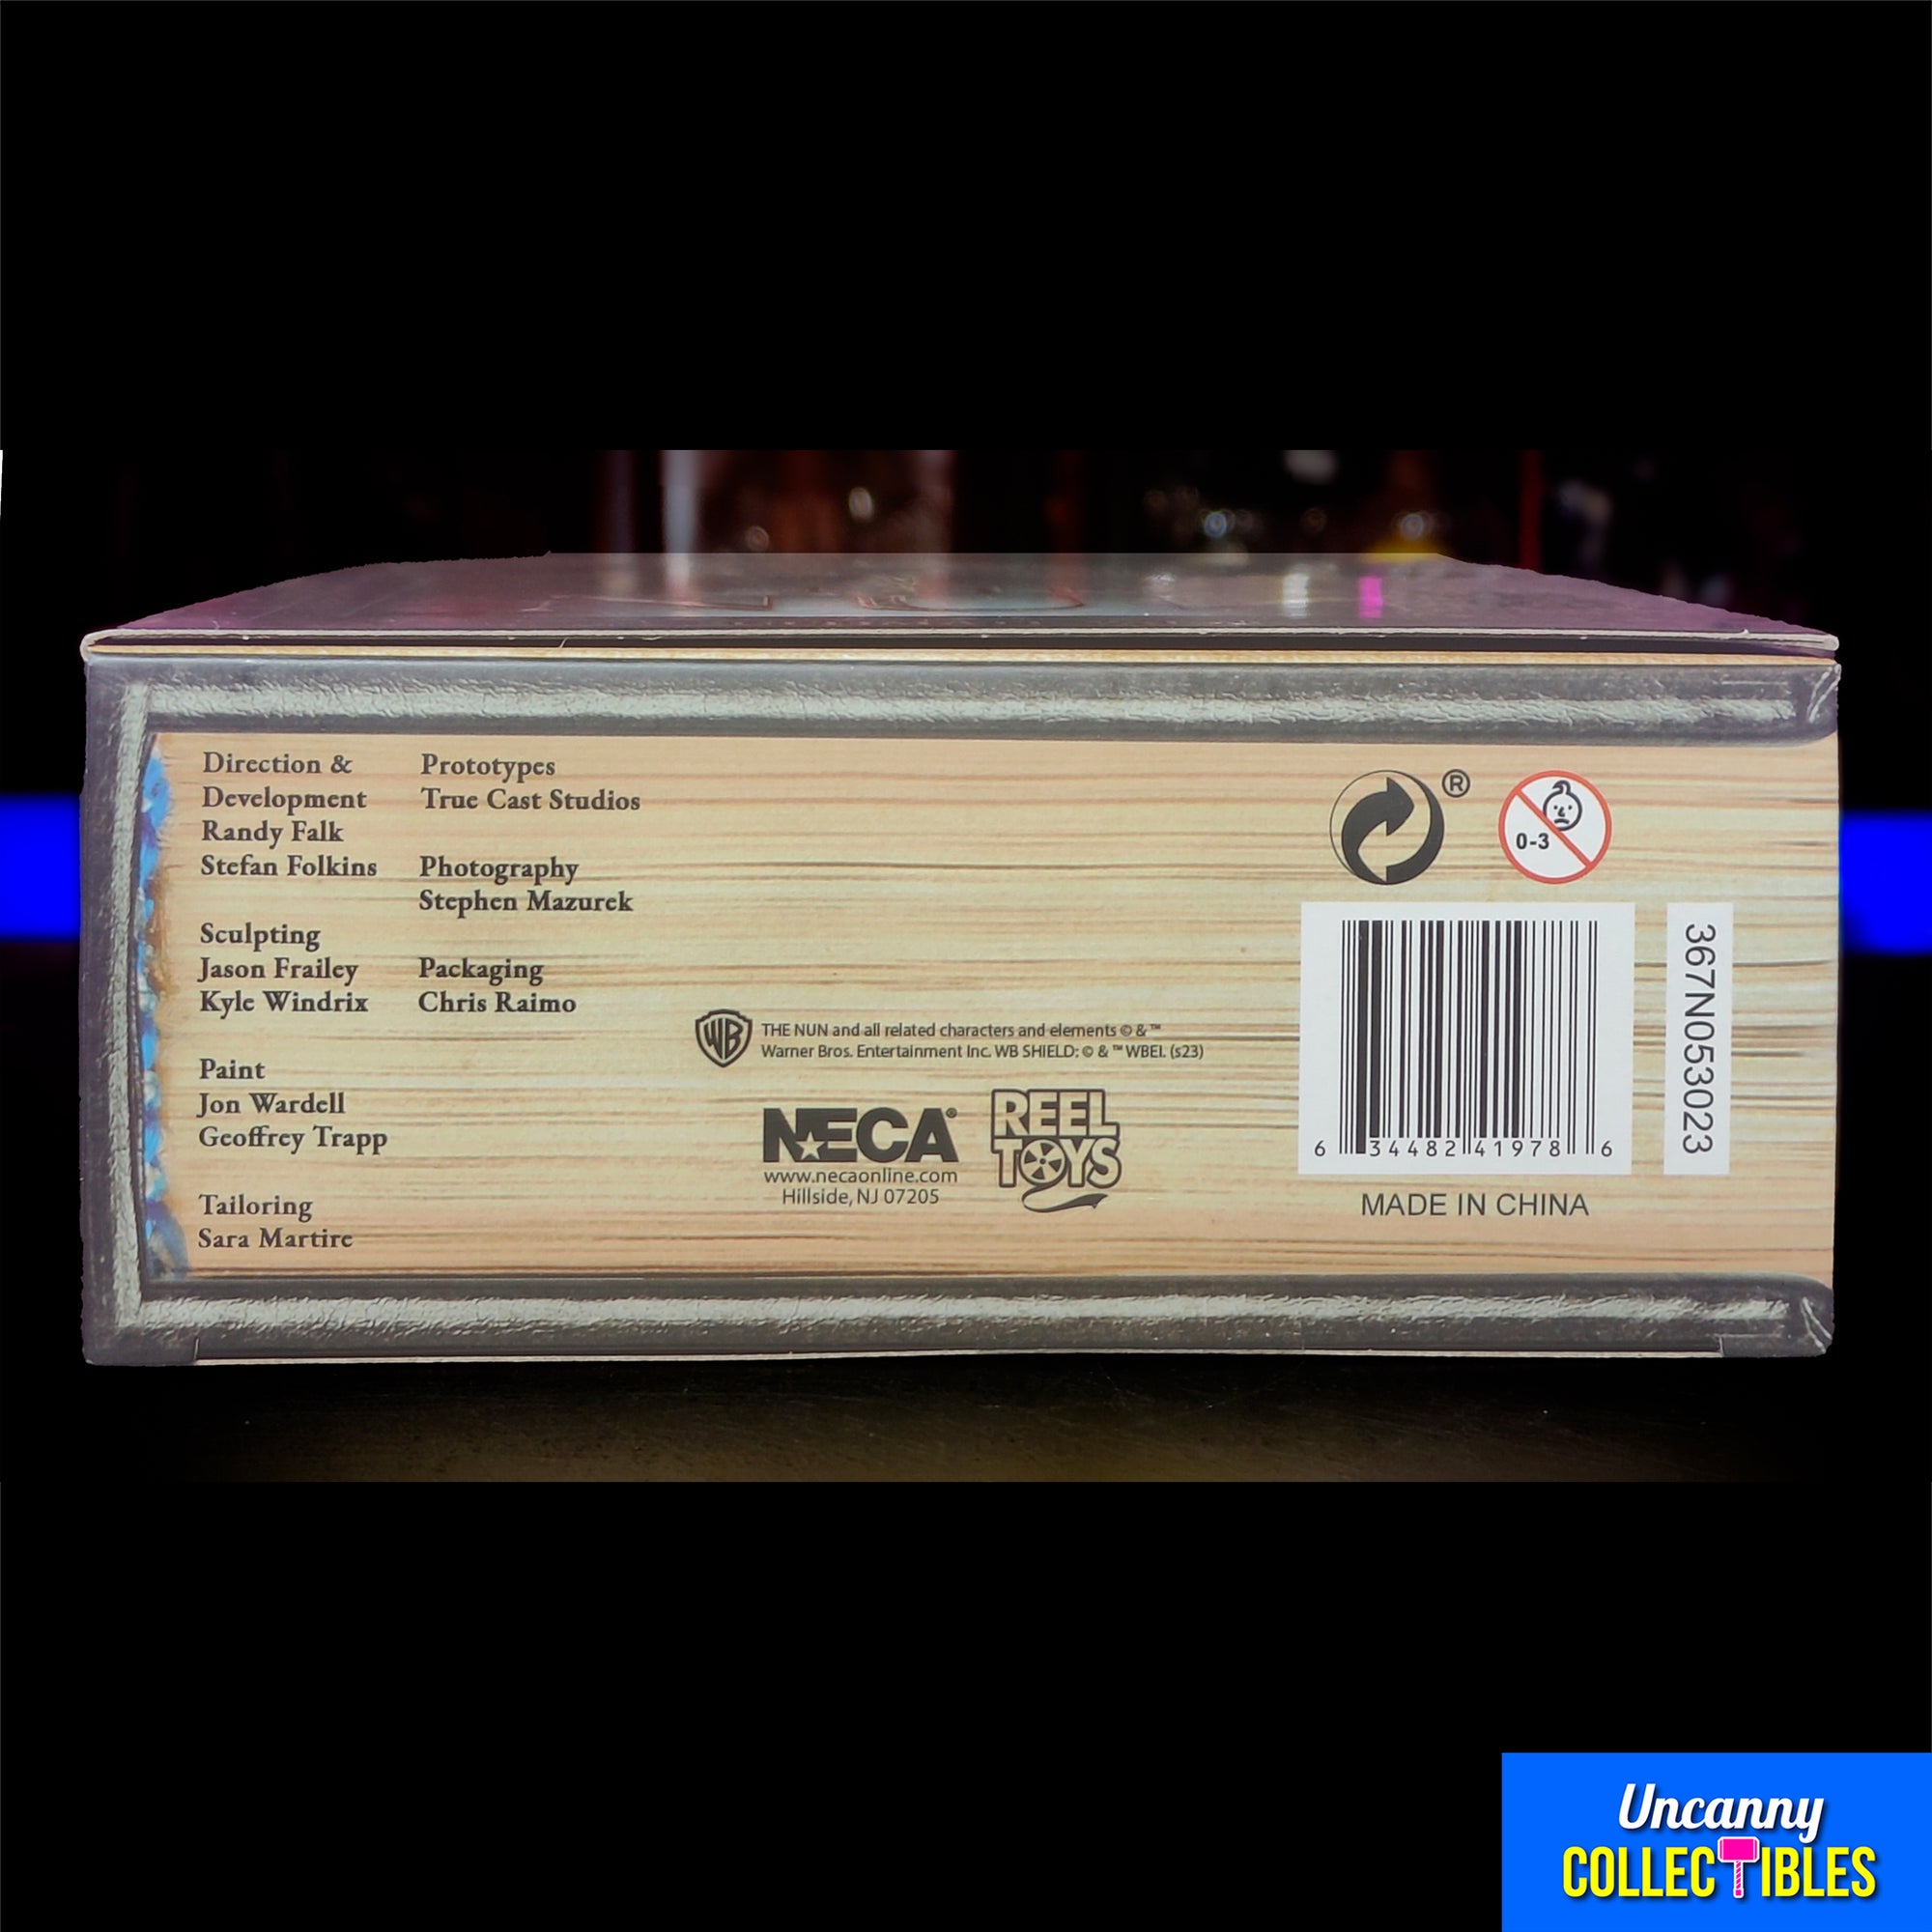 Direction &
Development
Randy Falk
Stefan Folkins
Sculpting
Jason Frailey
Kyle Windrix
Paint
Jon Wardell
Geoffrey Trapp
Tailoring
Sara Martire
Prototypes
True Cast Studios
Photography
Stephen Mazurek
Packaging
Chris Raimo
WB
THE NUN and all related characters and elements © & ™
Warner Bros. Entertainment Inc. WB SHIELD: © & ™ WBEI. (s23)
NECA®
www.necaonline.com
Hillside, NJ 07205
REEL
TOYS
®
0-3
6 34482 41978 6
MADE IN CHINA
367N053023
Uncanny
COLLECTIBLES